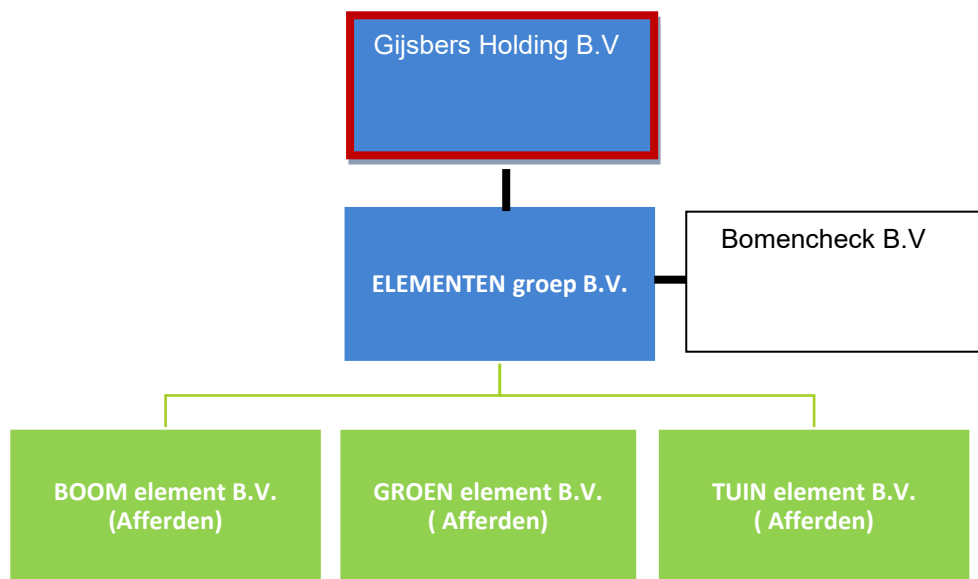 Gijsbers Holding B.V
ELEMENTEN groep B.V.
Bomencheck B.V
BOOM element B.V.
(Afferden)
GROEN element B.V.
( Afferden)
TUIN element B.V.
( Afferden)